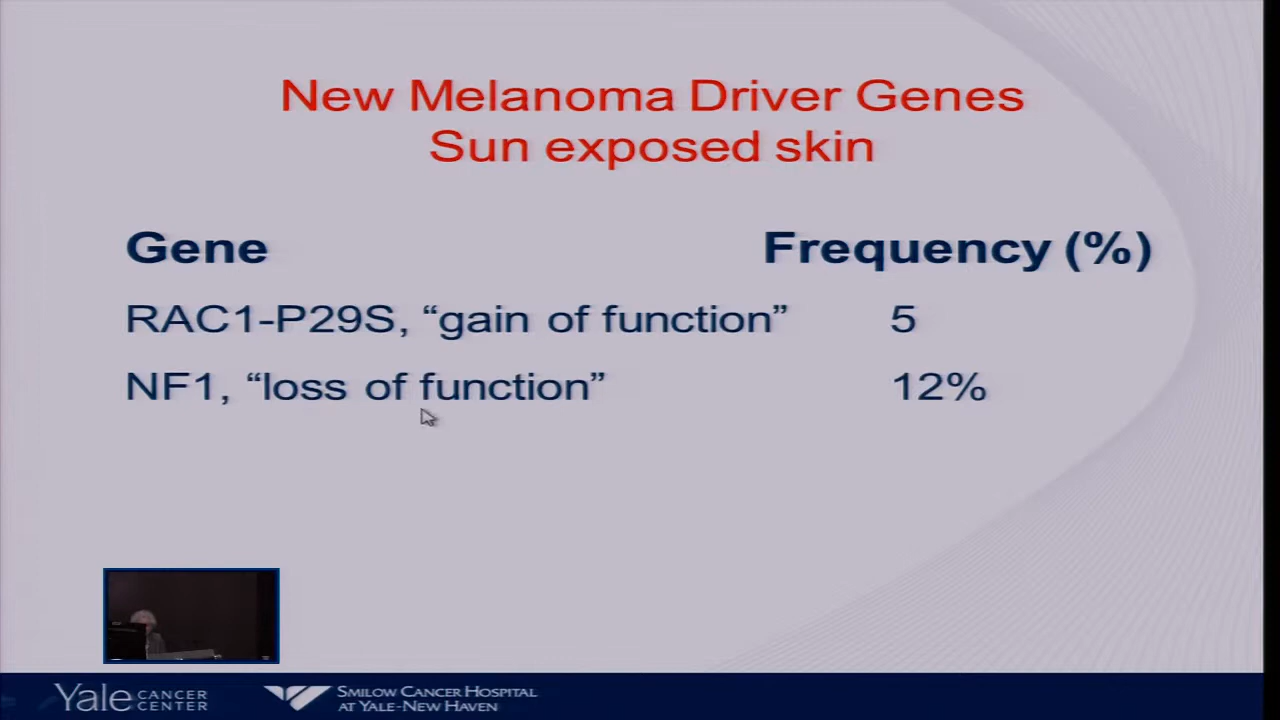 New Melanoma Driver Genes
Sun exposed skin
Gene Frequency (%)
RAC1-P29S, “gain of function” 5
NF1, “loss of function” 12%
Yale CANCER CENTER
SMILOW CANCER HOSPITAL
AT YALE-NEW HAVEN